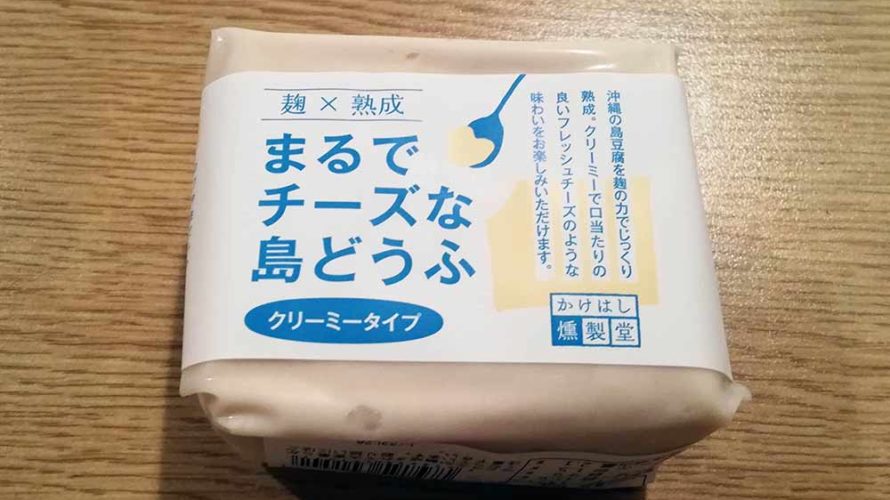 麹×熟成
まるで
チーズな
島どうふ
クリーミータイプ
沖縄の島豆腐を麹の力でじっくり
熟成。クリーミーで口当たりの
良いフレッシュチーズのような
味わいをお楽しみいただけます。
かけはし
燻製堂